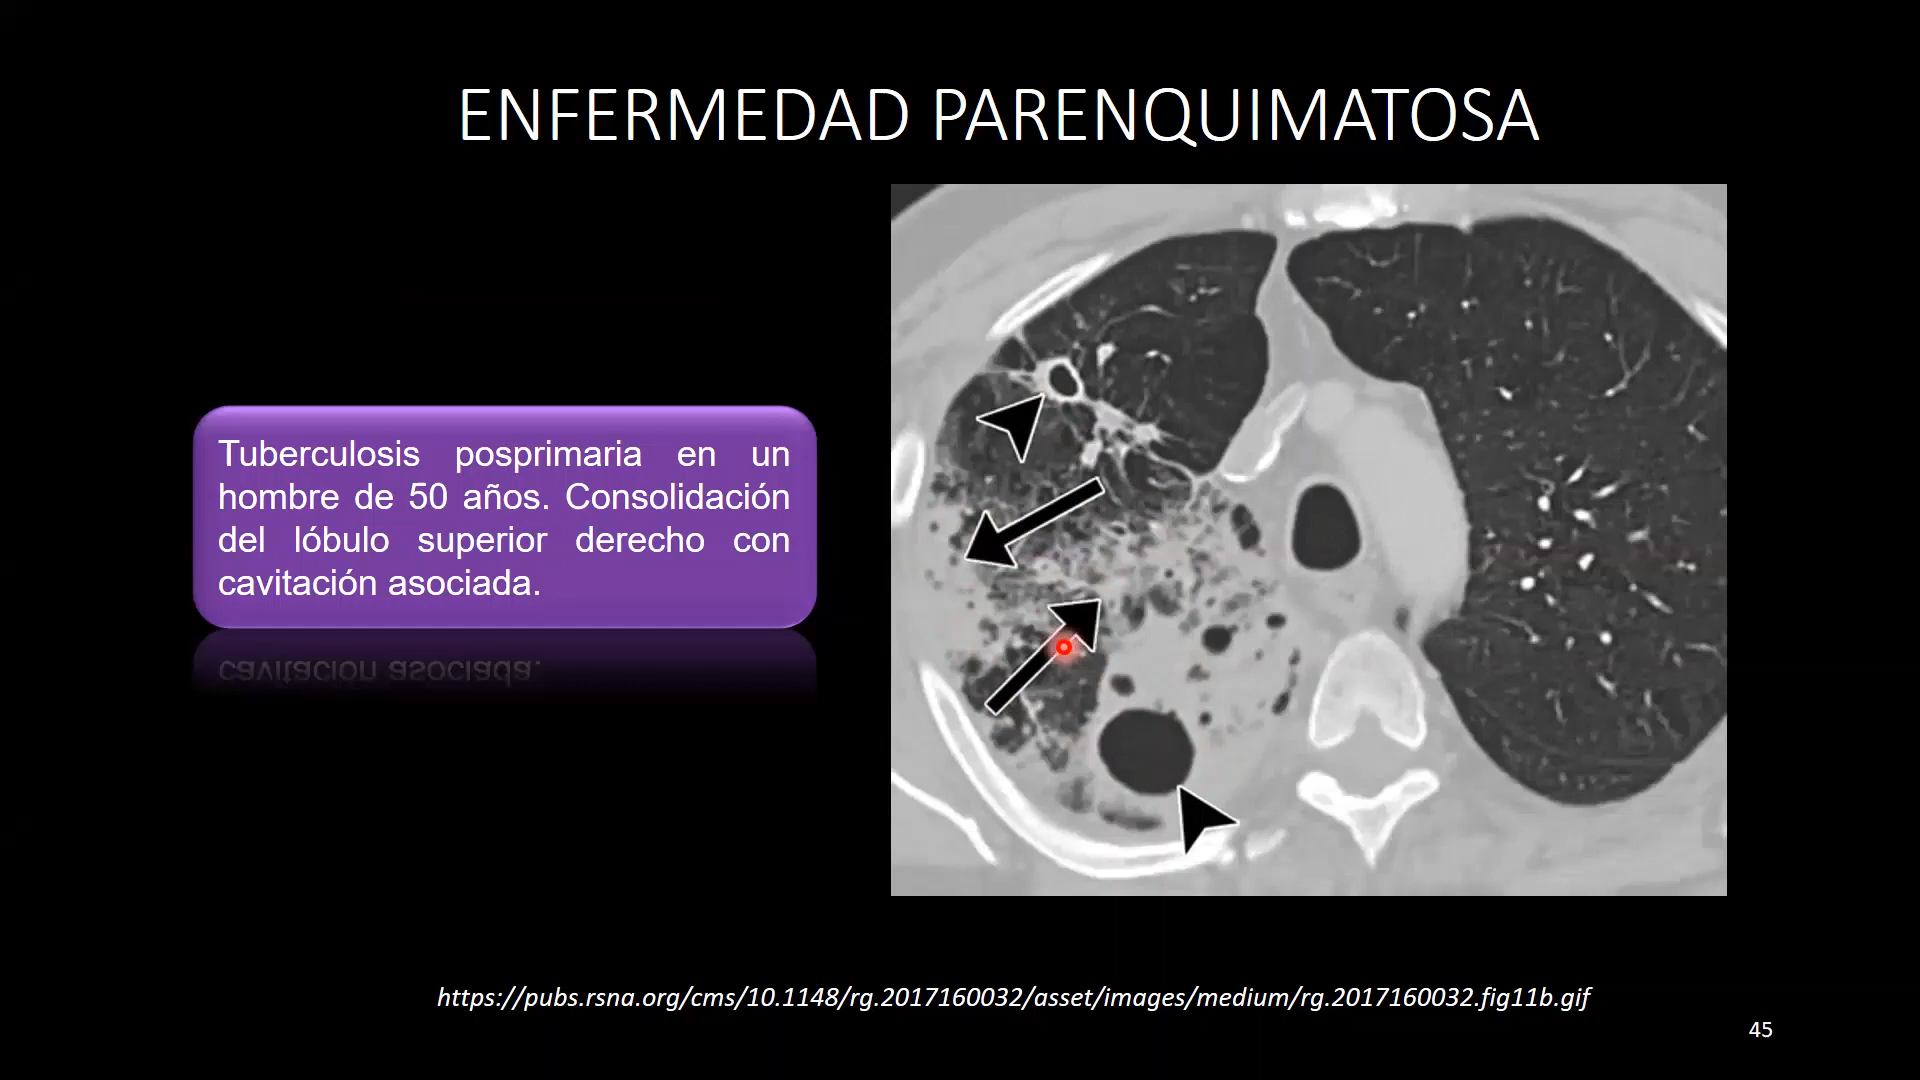 ENFERMEDAD PARENQUIMATOSA
Tuberculosis posprimaria en un
hombre de 50 años. Consolidación
del lóbulo superior derecho con
cavitación asociada.
https://pubs.rsna.org/cms/10.1148/rg.2017160032/asset/images/medium/rg.2017160032.fig11b.gif
45